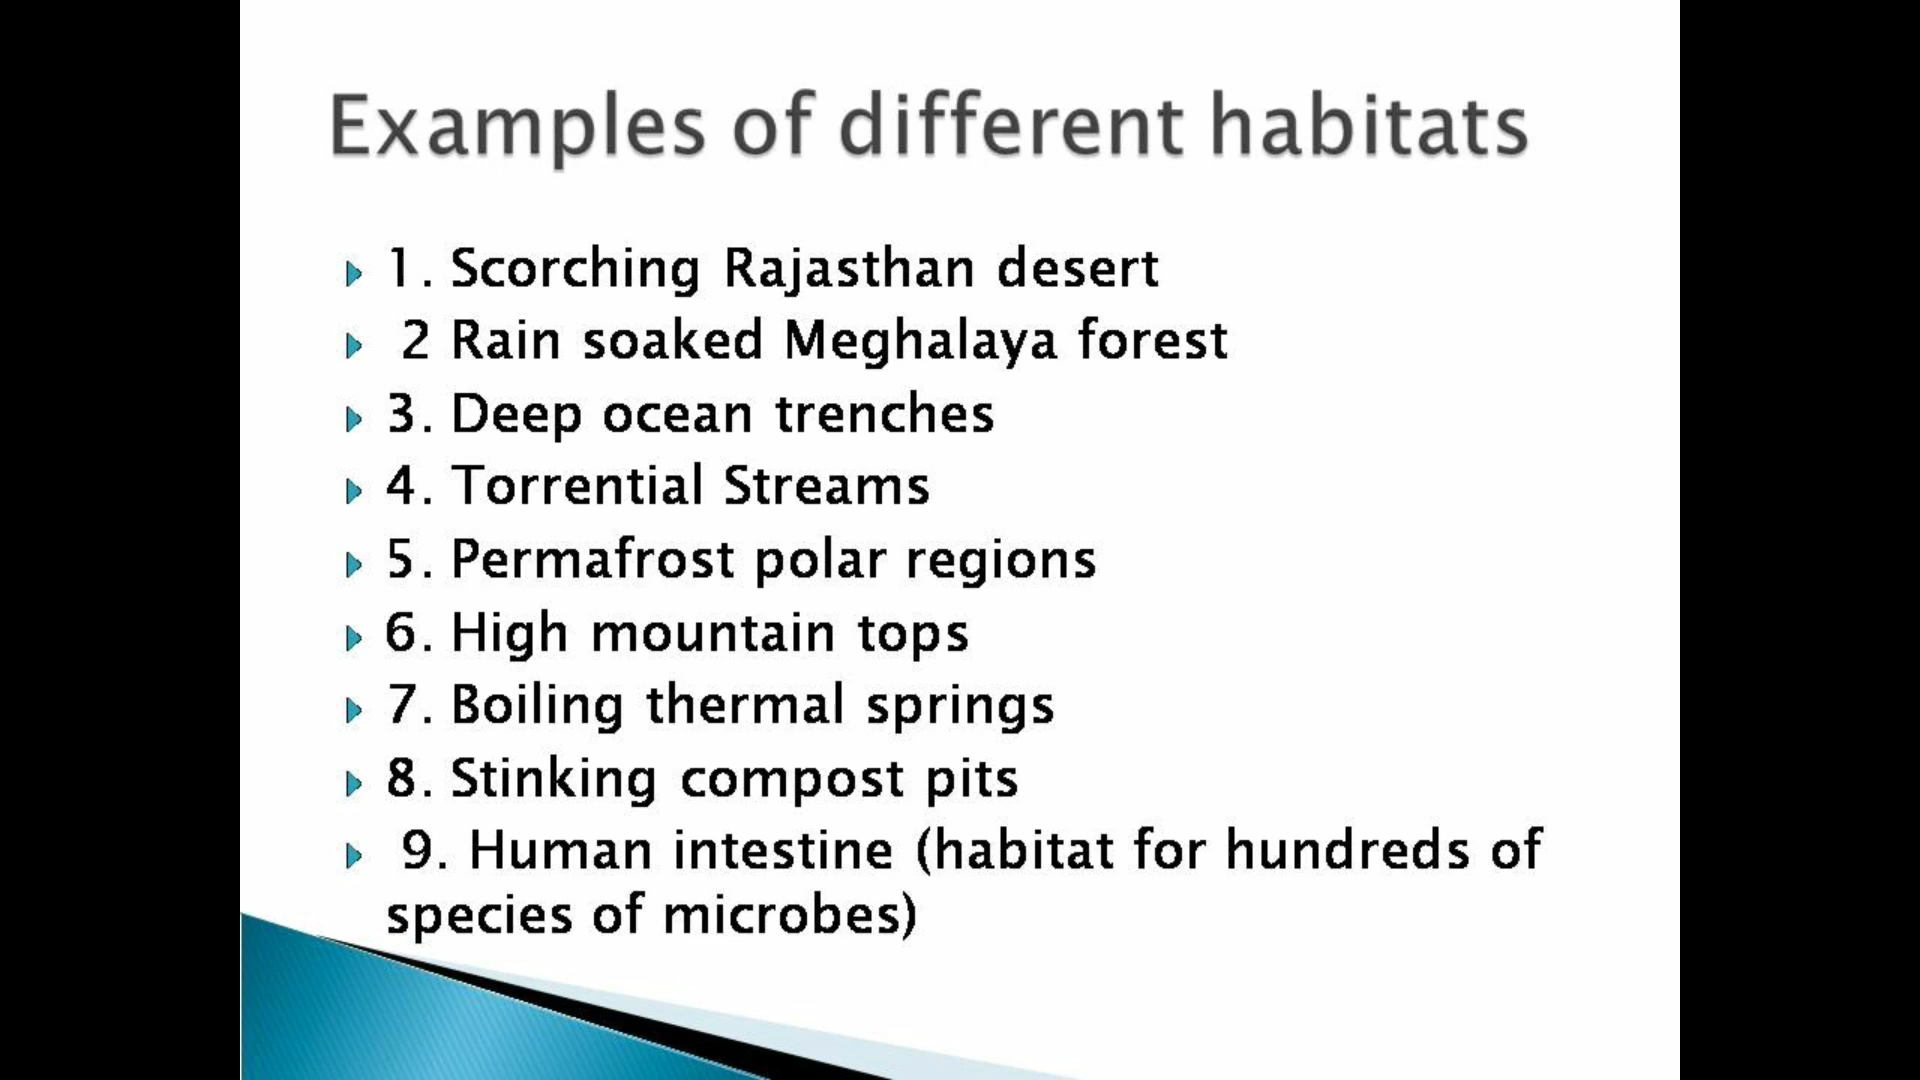 Examples of different habitats
1. Scorching Rajasthan desert
2 Rain soaked Meghalaya forest
3. Deep ocean trenches
4. Torrential Streams
5. Permafrost polar regions
6. High mountain tops
7. Boiling thermal springs
8. Stinking compost pits
9. Human intestine (habitat for hundreds of
species of microbes)